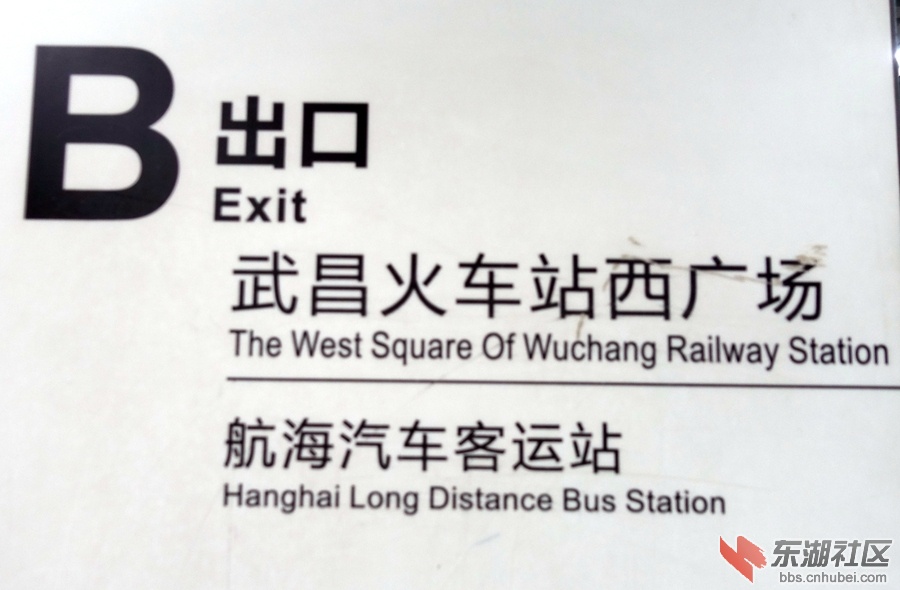 B
出口
Exit
武昌火车站西广场
The West Square Of Wuchang Railway Station
航海汽车客运站
Hanghai Long Distance Bus Station
东湖社区
bbs.cnhubei.com